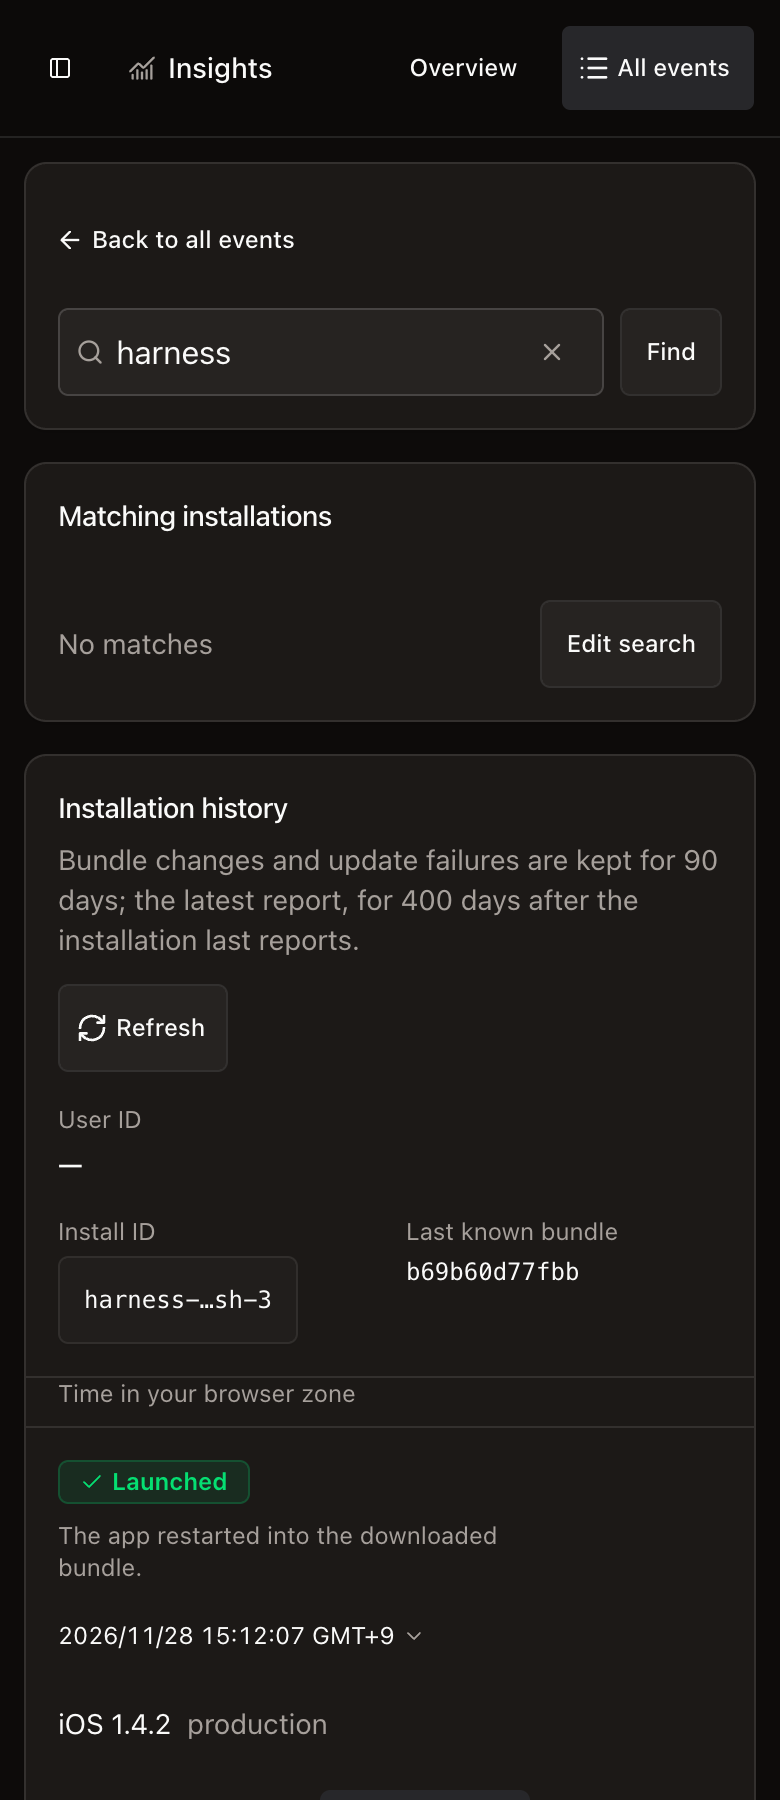 Insights
Overview
All events
Back to all events
harness
Find
Matching installations
No matches
Edit search
Installation history
Bundle changes and update failures are kept for 90
days; the latest report, for 400 days after the
installation last reports.
Refresh
User ID
—
Install ID
Last known bundle
harness-…sh-3
b69b60d77fbb
Time in your browser zone
Launched
The app restarted into the downloaded
bundle.
2026/11/28 15:12:07 GMT+9
iOS 1.4.2 production